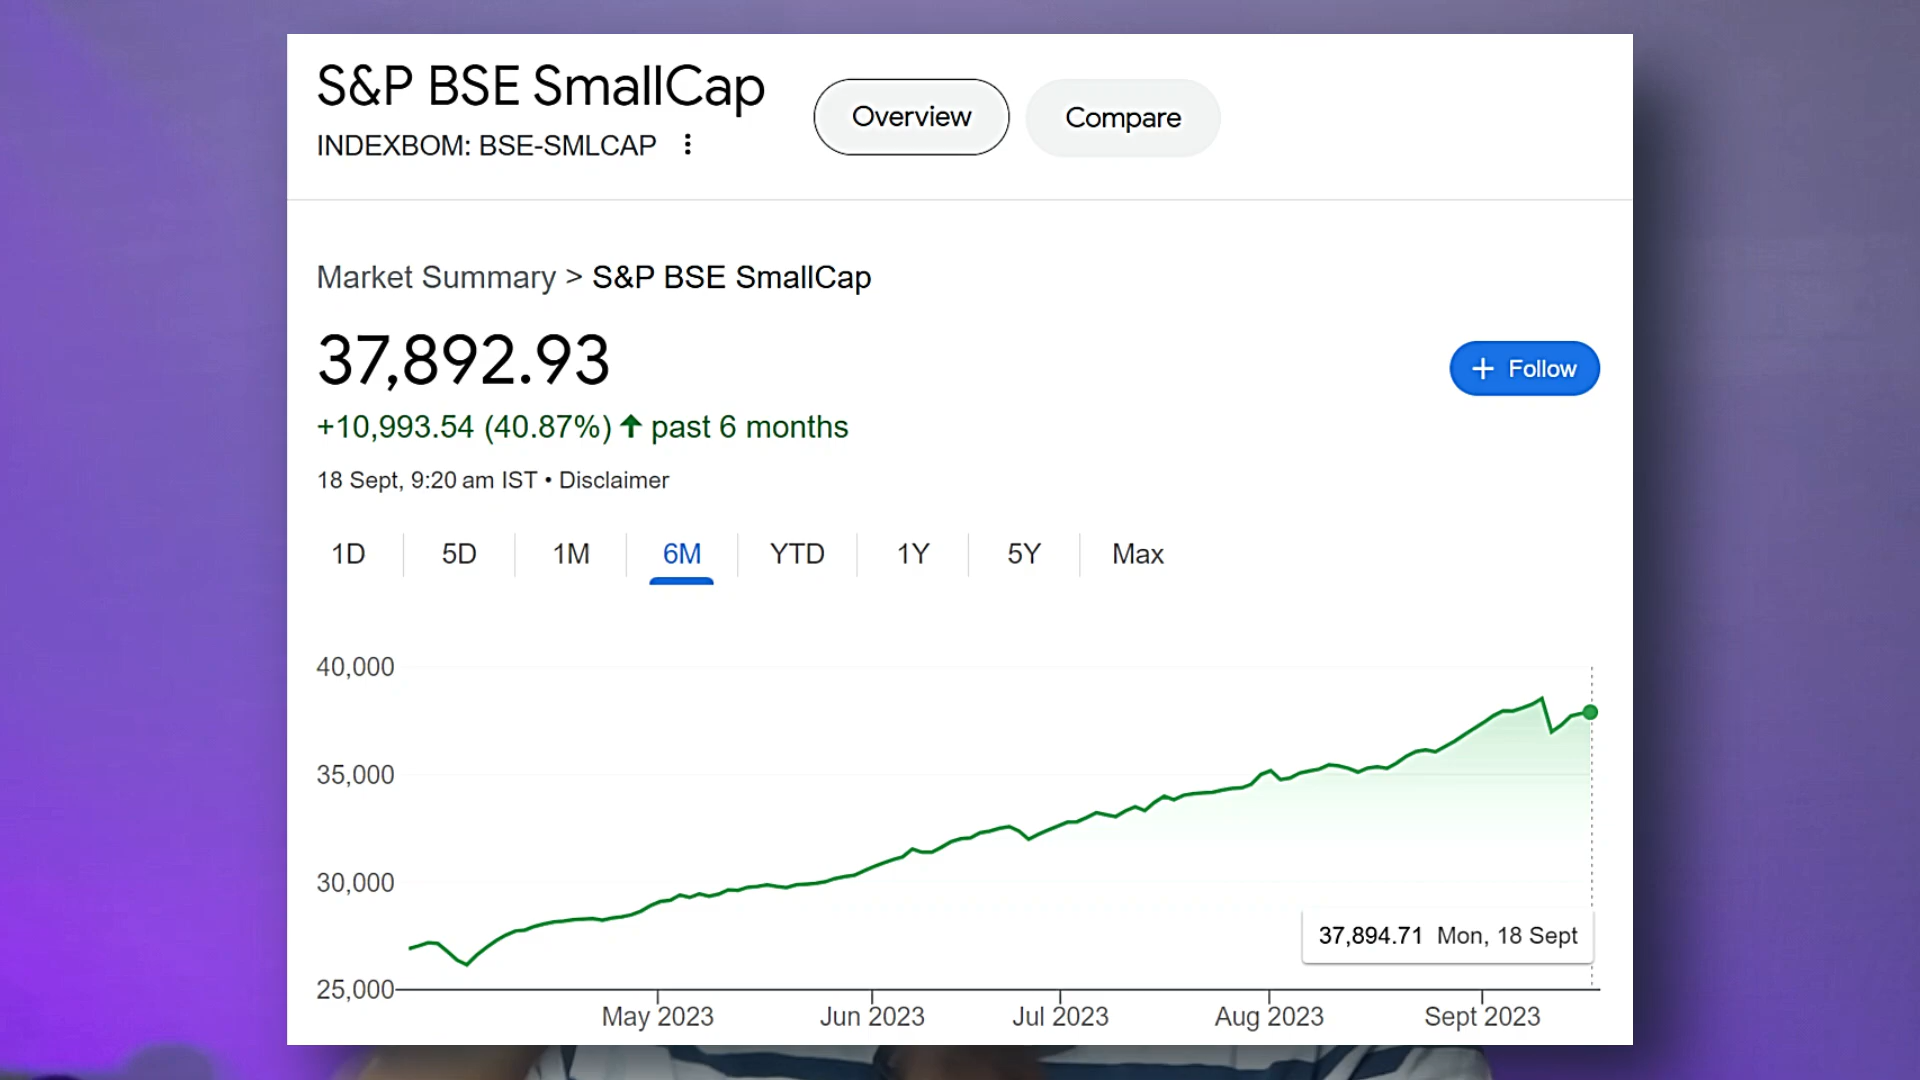 S&P BSE SmallCap
INDEXBOM: BSE-SMLCAP
Overview
Compare
Market Summary > S&P BSE SmallCap
37,892.93
+ Follow
+10,993.54 (40.87%) ↑ past 6 months
18 Sept, 9:20 am IST • Disclaimer
1D 5D 1M 6M YTD 1Y 5Y Max
40,000
35,000
30,000
25,000
37,894.71 Mon, 18 Sept
May 2023 Jun 2023 Jul 2023 Aug 2023 Sept 2023